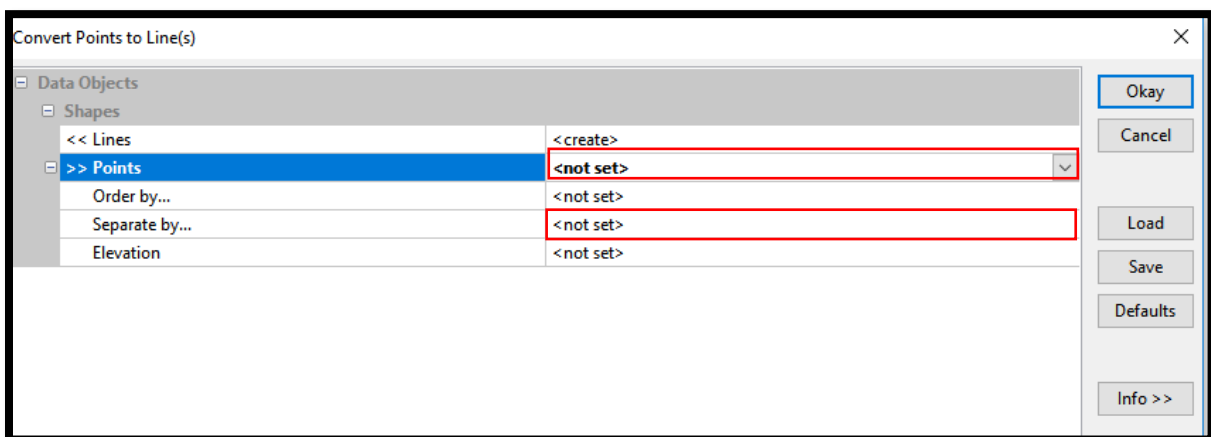 Convert Points to Line(s)
Data Objects
Shapes
<< Lines <create>
>> Points <not set>
Order by... <not set>
Separate by... <not set>
Elevation <not set>
Okay
Cancel
Load
Save
Defaults
Info >>